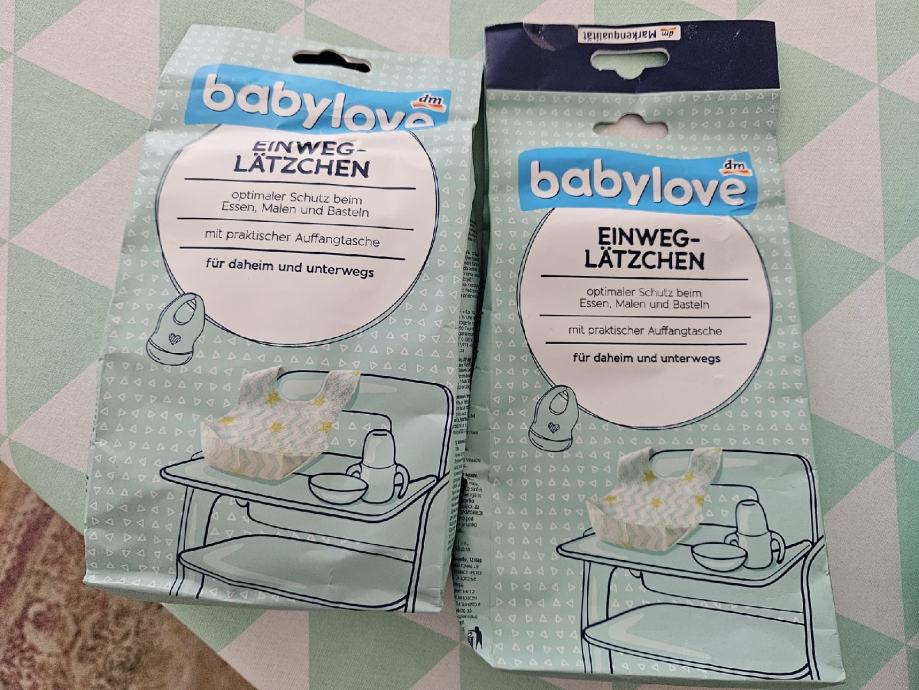 babylove
dm
EINWEG-
LÄTZCHEN
optimaler Schutz beim
Essen, Malen und Basteln
mit praktischer Auffangtasche
für daheim und unterwegs
dm Markenqualität
babylove
dm
EINWEG-
LÄTZCHEN
optimaler Schutz beim
Essen, Malen und Basteln
mit praktischer Auffangtasche
für daheim und unterwegs